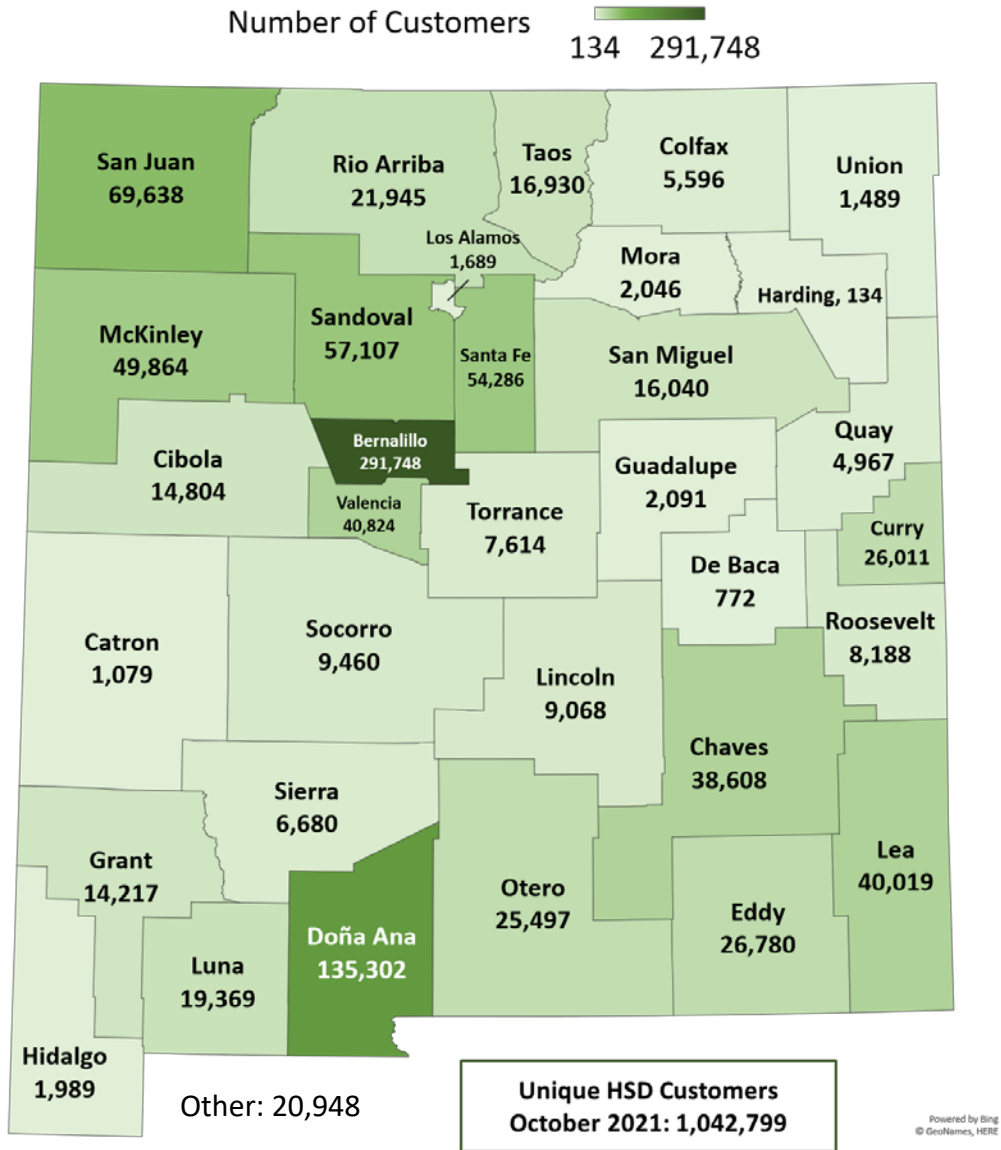 Number of Customers
134 291,748
San Juan
69,638
Rio Arriba
21,945
Taos
16,930
Colfax
5,596
Union
1,489
Los Alamos
1,689
Mora
2,046
Harding, 134
McKinley
49,864
Sandoval
57,107
Santa Fe
54,286
San Miguel
16,040
Bernalillo
291,748
Quay
4,967
Cibola
14,804
Guadalupe
2,091
Valencia
40,824
Torrance
7,614
Curry
26,011
De Baca
772
Catron
1,079
Socorro
9,460
Roosevelt
8,188
Lincoln
9,068
Chaves
38,608
Sierra
6,680
Grant
14,217
Otero
25,497
Lea
40,019
Eddy
26,780
Doña Ana
135,302
Luna
19,369
Hidalgo
1,989
Other: 20,948
Unique HSD Customers
October 2021: 1,042,799
Powered by Bing
© GeoNames, HERE